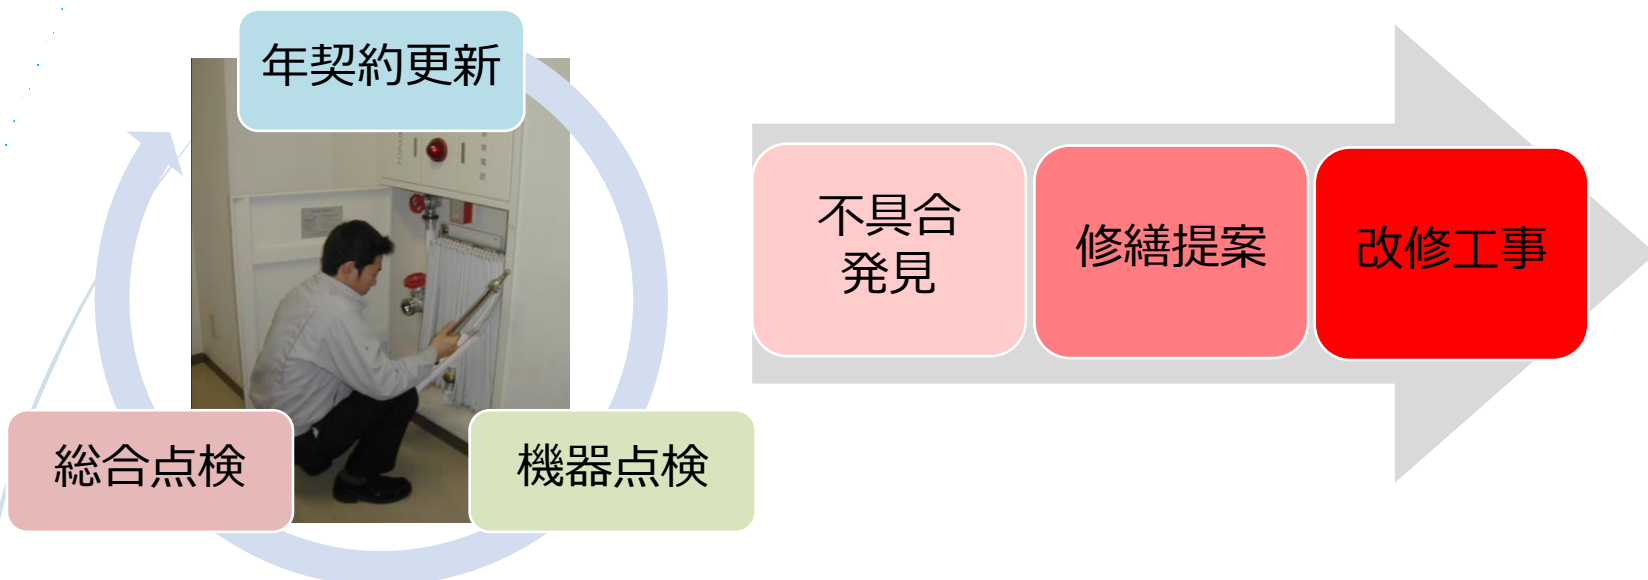 年契約更新
総合点検
機器点検
不具合
発見
修繕提案
改修工事